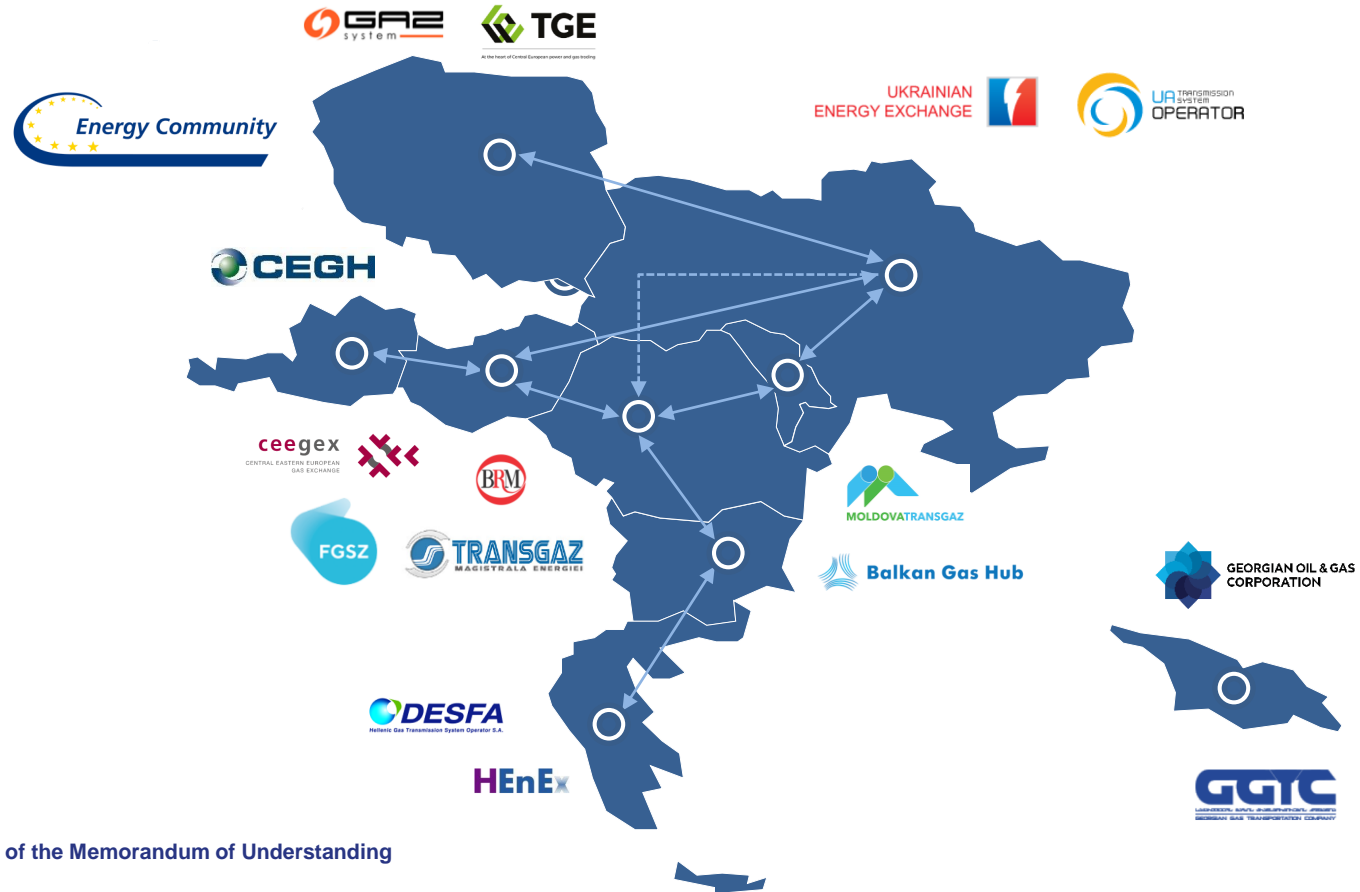 GAZ
system
TGE
At the heart of Central European power and gas trading
Energy Community
UKRAINIAN
ENERGY EXCHANGE
UA TRANSMISSION
SYSTEM
OPERATOR
CEGH
ceegex
CENTRAL EASTERN EUROPEAN
GAS EXCHANGE
BRM
FGSZ
TRANSGAZ
MAGISTRALA ENERGIEI
MOLDOVATRANSGAZ
Balkan Gas Hub
GEORGIAN OIL & GAS
CORPORATION
DESFA
Hellenic Gas Transmission System Operator S.A.
HEnEx
GGTC
GEORGIAN GAS TRANSPORTATION COMPANY
of the Memorandum of Understanding